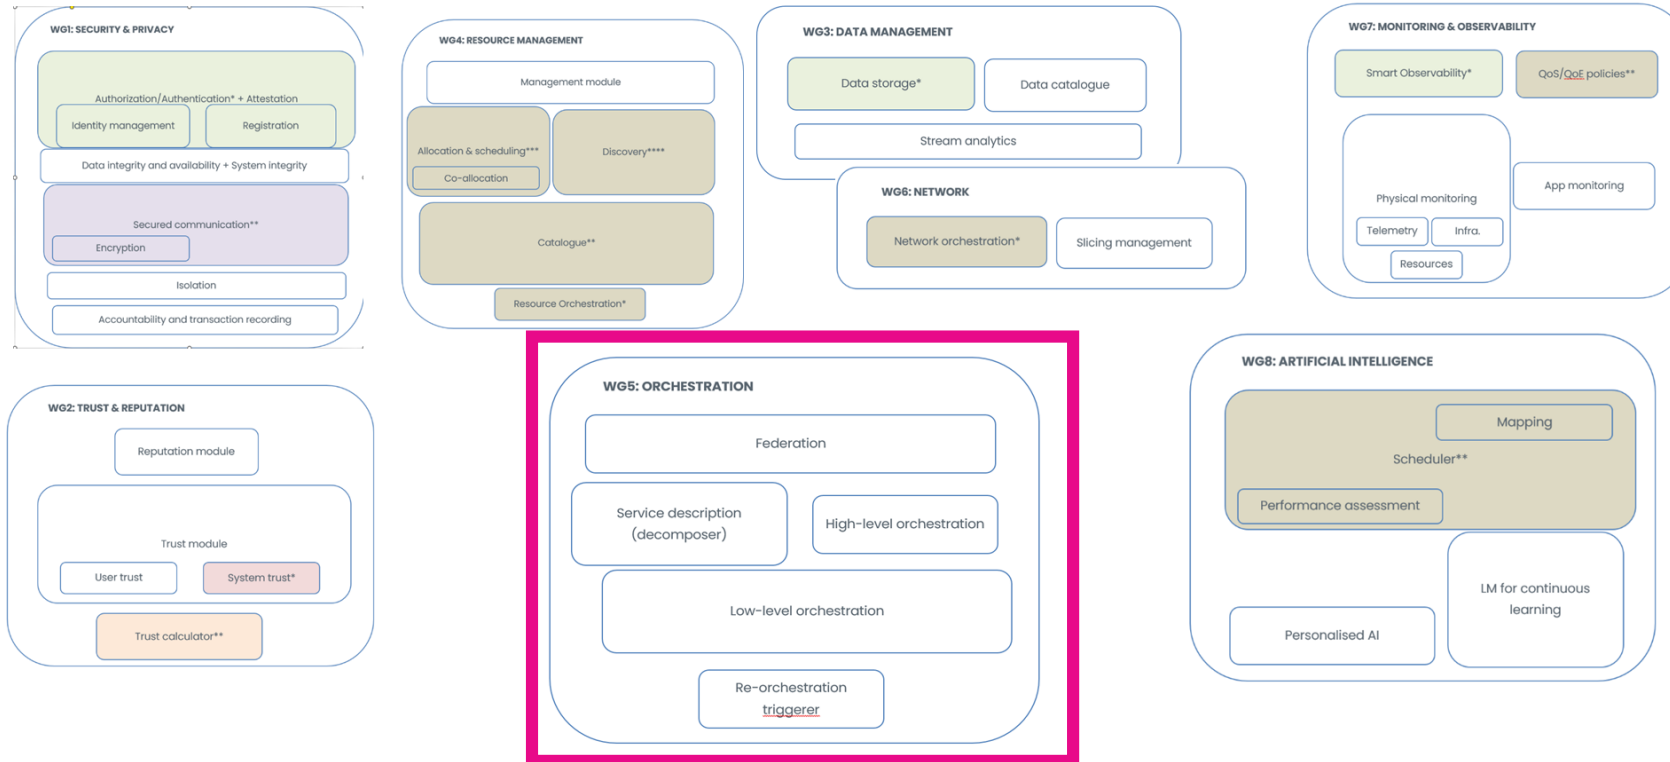 WG1: SECURITY & PRIVACY
Authorization/Authentication* + Attestation
Identity management
Registration
Data integrity and availability + System integrity
Secured communication**
Encryption
Isolation
Accountability and transaction recording
WG4: RESOURCE MANAGEMENT
Management module
Allocation & scheduling***
Co-allocation
Discovery****
Catalogue**
Resource Orchestration*
WG3: DATA MANAGEMENT
Data storage*
Data catalogue
Stream analytics
WG6: NETWORK
Network orchestration*
Slicing management
WG7: MONITORING & OBSERVABILITY
Smart Observability*
QoS/QoE policies**
Physical monitoring
Telemetry
Infra.
Resources
App monitoring
WG2: TRUST & REPUTATION
Reputation module
Trust module
User trust
System trust*
Trust calculator**
WG5: ORCHESTRATION
Federation
Service description
(decomposer)
High-level orchestration
Low-level orchestration
Re-orchestration
triggerer
WG8: ARTIFICIAL INTELLIGENCE
Mapping
Scheduler**
Performance assessment
LM for continuous
learning
Personalised AI